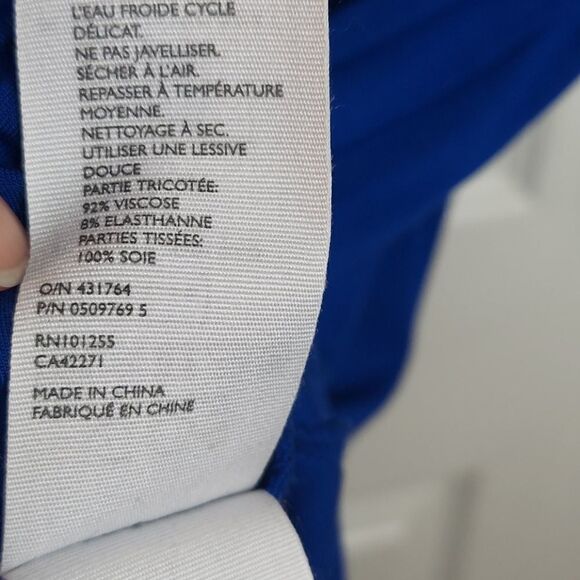 L'EAU FROIDE CYCLE
DÉLICAT.
NE PAS JAVELLISER.
SÉCHER À L'AIR.
REPASSER À TEMPÉRATURE
MOYENNE.
NETTOYAGE À SEC.
UTILISER UNE LESSIVE
DOUCE
PARTIE TRICOTÉE:
92% VISCOSE
8% ELASTHANNE
PARTIES TISSÉES:
100% SOIE
O/N 431764
P/N 0509769 5
RN101255
CA42271
MADE IN CHINA
FABRIQUÉ EN CHINE